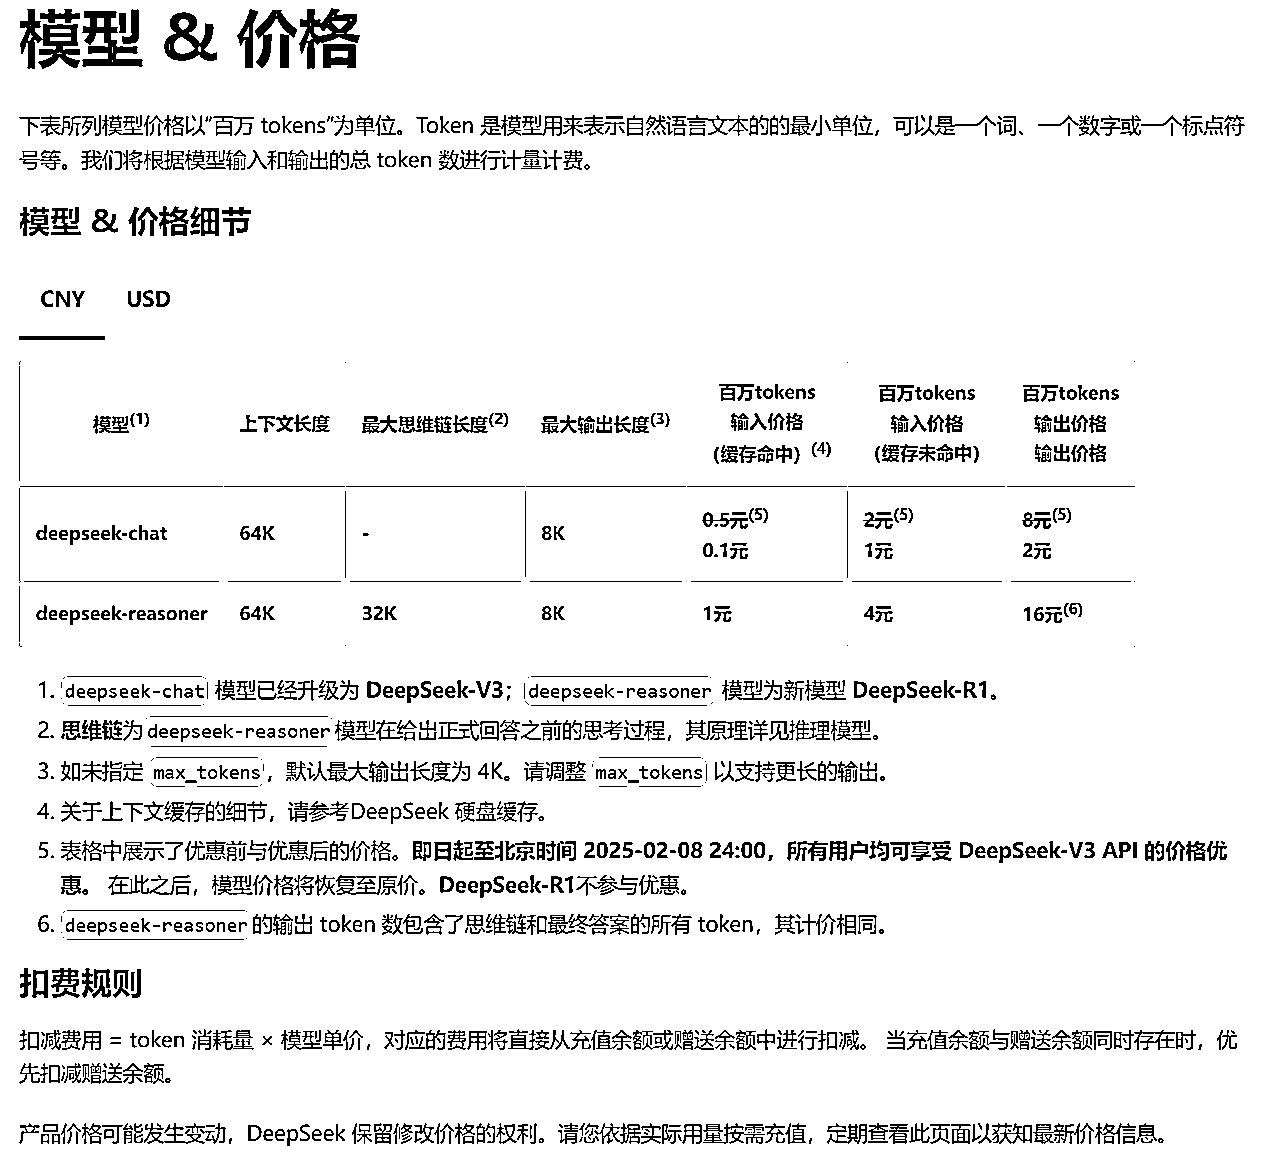 模型 & 价格
下表所列模型价格以“百万 tokens”为单位。Token 是模型用来表示自然语言文本的的最小单位，可以是一个词、一个数字或一个标点符
号等。我们将根据模型输入和输出的总 token 数进行计量计费。
模型 & 价格细节
CNY USD
模型(1) 上下文长度 最大思维链长度(2) 最大输出长度(3) 百万tokens 输入价格 (缓存命中) (4) 百万tokens 输入价格 (缓存未命中) 百万tokens 输出价格 输出价格
deepseek-chat 64K - 8K 0.5元(5) 0.1元 2元(5) 1元 8元(5) 2元
deepseek-reasoner 64K 32K 8K 1元 4元 16元(6)
1. deepseek-chat 模型已经升级为 DeepSeek-V3；deepseek-reasoner 模型为新模型 DeepSeek-R1。
2. 思维链为 deepseek-reasoner 模型在给出正式回答之前的思考过程，其原理详见推理模型。
3. 如未指定 max_tokens，默认最大输出长度为 4K。请调整 max_tokens 以支持更长的输出。
4. 关于上下文缓存的细节，请参考DeepSeek 硬盘缓存。
5. 表格中展示了优惠前与优惠后的价格。即日起至北京时间 2025-02-08 24:00，所有用户均可享受 DeepSeek-V3 API 的价格优
惠。 在此之后，模型价格将恢复至原价。DeepSeek-R1不参与优惠。
6. deepseek-reasoner 的输出 token 数包含了思维链和最终答案的所有 token，其计价相同。
扣费规则
扣减费用 = token 消耗量 × 模型单价，对应的费用将直接从充值余额或赠送余额中进行扣减。 当充值余额与赠送余额同时存在时，优
先扣减赠送余额。
产品价格可能发生变动，DeepSeek 保留修改价格的权利。请您依据实际用量按需充值，定期查看此页面以获知最新价格信息。